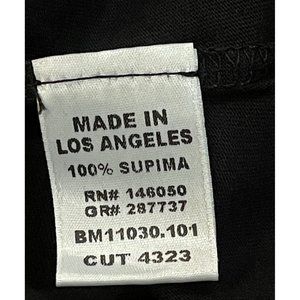 MADE IN
LOS ANGELES
100% SUPIMA
RN# 146050
GR# 287737
BM11030.101
CUT 4323